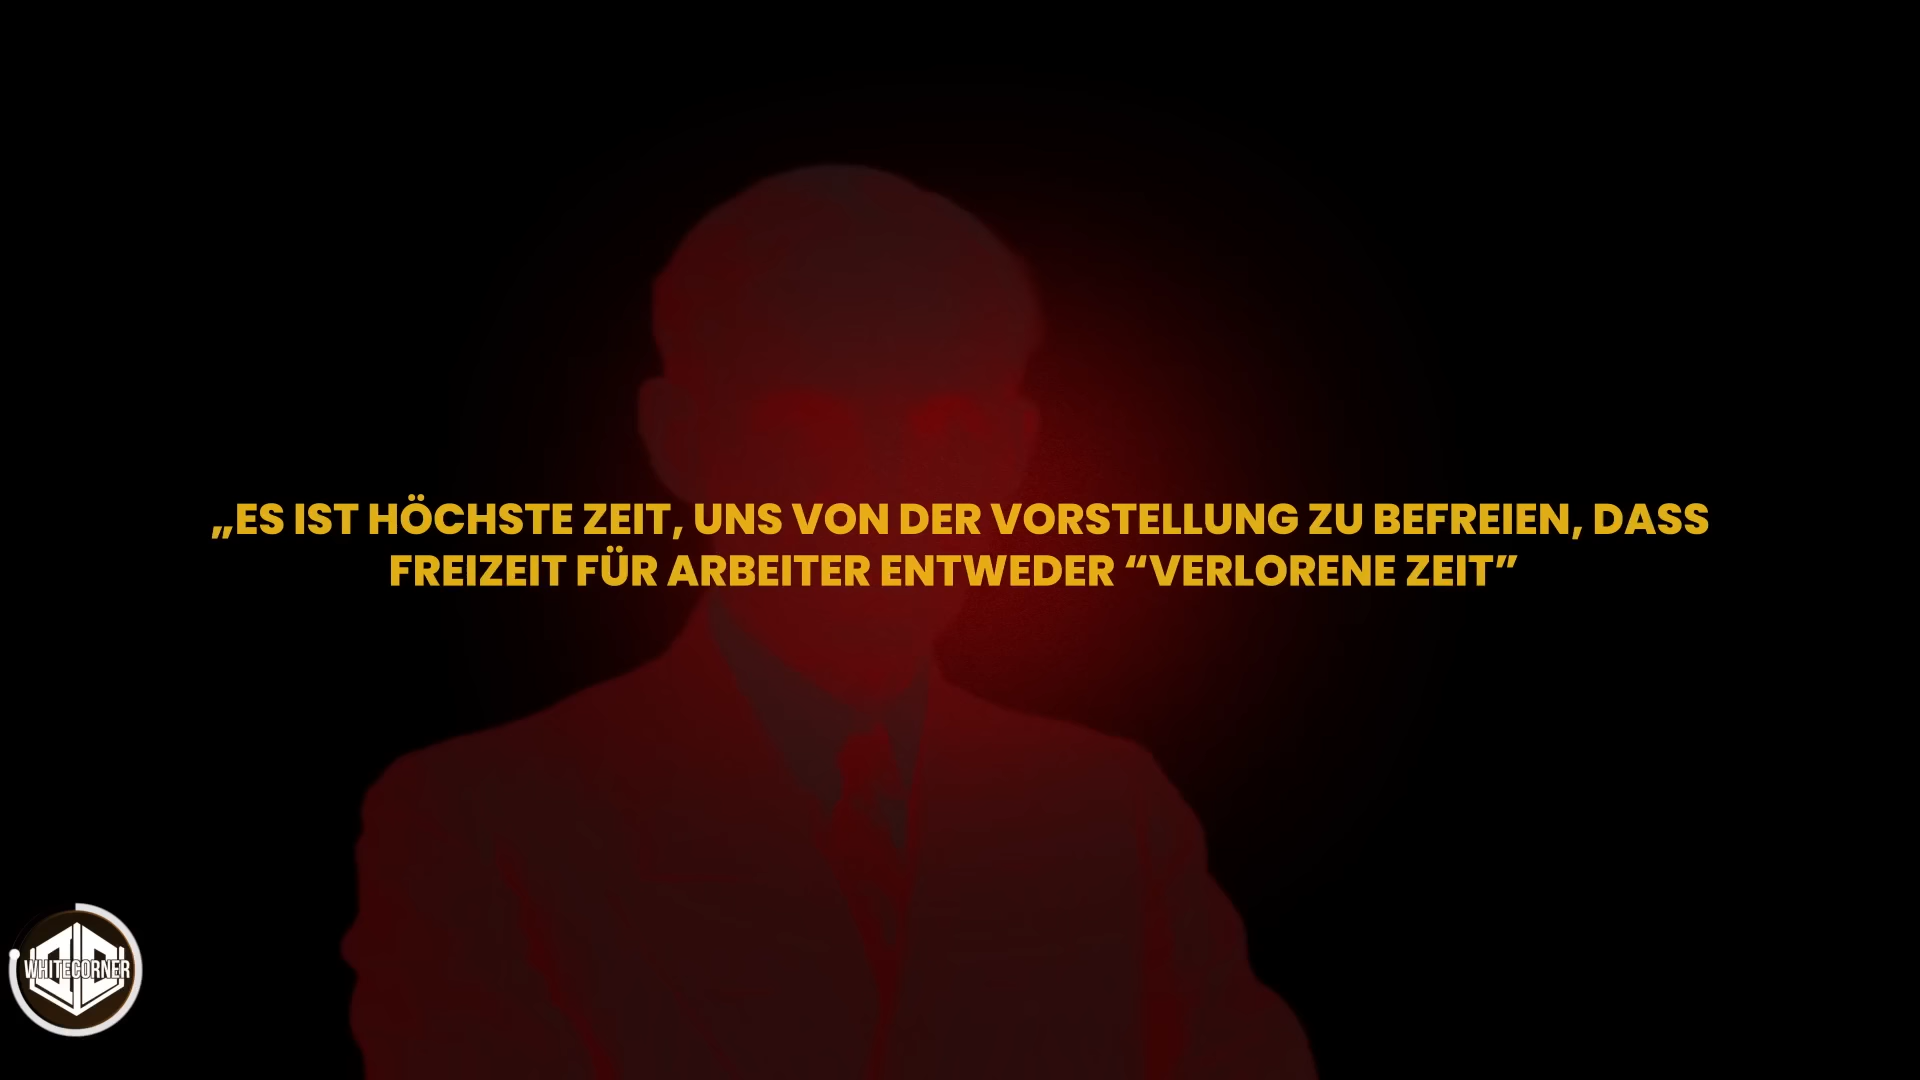 „ES IST HÖCHSTE ZEIT, UNS VON DER VORSTELLUNG ZU BEFREIEN, DASS
FREIZEIT FÜR ARBEITER ENTWEDER “VERLORENE ZEIT”
WHITECORNER